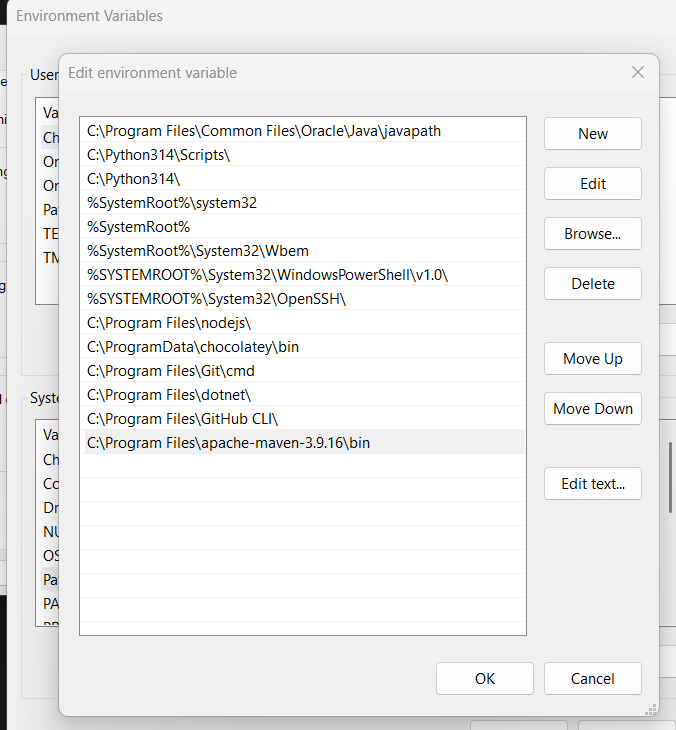 Environment Variables
Edit environment variable
User
Va
Ch
Or
Or
Pa
TE
TM
C:\Program Files\Common Files\Oracle\Java\javapath
C:\Python314\Scripts\
C:\Python314\
%SystemRoot%\system32
%SystemRoot%
%SystemRoot%\System32\Wbem
%SYSTEMROOT%\System32\WindowsPowerShell\v1.0\
%SYSTEMROOT%\System32\OpenSSH\
C:\Program Files\nodejs\
C:\ProgramData\chocolatey\bin
C:\Program Files\Git\cmd
C:\Program Files\dotnet\
C:\Program Files\GitHub CLI\
C:\Program Files\apache-maven-3.9.16\bin
New
Edit
Browse...
Delete
Move Up
Move Down
Edit text...
Syste
Va
Ch
Co
Dr
NU
OS
Pa
PA
OK
Cancel